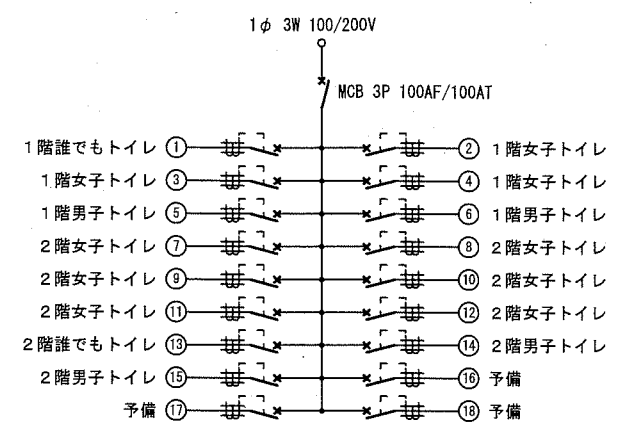 1φ 3W 100/200V
MCB 3P 100AF/100AT
1階誰でもトイレ ① ② 1階女子トイレ
1階女子トイレ ③ ④ 1階女子トイレ
1階男子トイレ ⑤ ⑥ 1階男子トイレ
2階女子トイレ ⑦ ⑧ 2階女子トイレ
2階女子トイレ ⑨ ⑩ 2階女子トイレ
2階女子トイレ ⑪ ⑫ 2階女子トイレ
2階誰でもトイレ ⑬ ⑭ 2階男子トイレ
2階男子トイレ ⑮ ⑯ 予備
予備 ⑰ ⑱ 予備